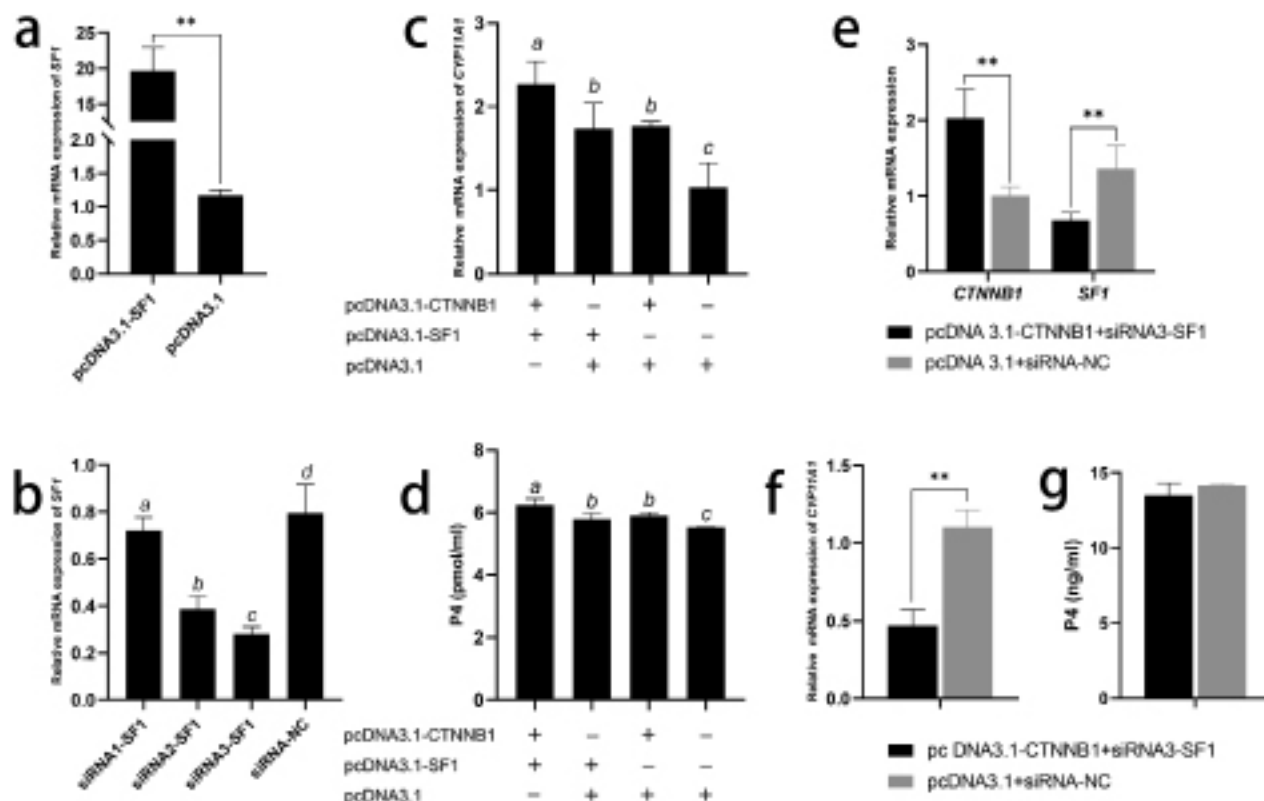 a
Relative mRNA expression of SF1
25
20
15
2.0
1.5
1.0
0.5
0.0
**
pcDNA3.1-SF1
pcDNA3.1
c
Relative mRNA expression of CYP11A1
3
2
1
0
a
b
b
c
pcDNA3.1-CTNNB1 + – + –
pcDNA3.1-SF1 + + – –
pcDNA3.1 – + + +
e
Relative mRNA expression
3
2
1
0
**
**
CTNNB1
SF1
pcDNA 3.1-CTNNB1+siRNA3-SF1
pcDNA 3.1+siRNA-NC
b
Relative mRNA expression of SF1
1.0
0.8
0.6
0.4
0.2
0.0
a
b
c
d
siRNA1-SF1
siRNA2-SF1
siRNA3-SF1
siRNA-NC
d
P4 (pmol/ml)
8
6
4
2
0
a
b
b
c
pcDNA3.1-CTNNB1 + – + –
pcDNA3.1-SF1 + + – –
pcDNA3.1 – + + +
f
Relative mRNA expression of CYP11A1
1.5
1.0
0.5
0.0
**
g
P4 (ng/ml)
15
10
5
0
pc DNA3.1-CTNNB1+siRNA3-SF1
pcDNA3.1+siRNA-NC